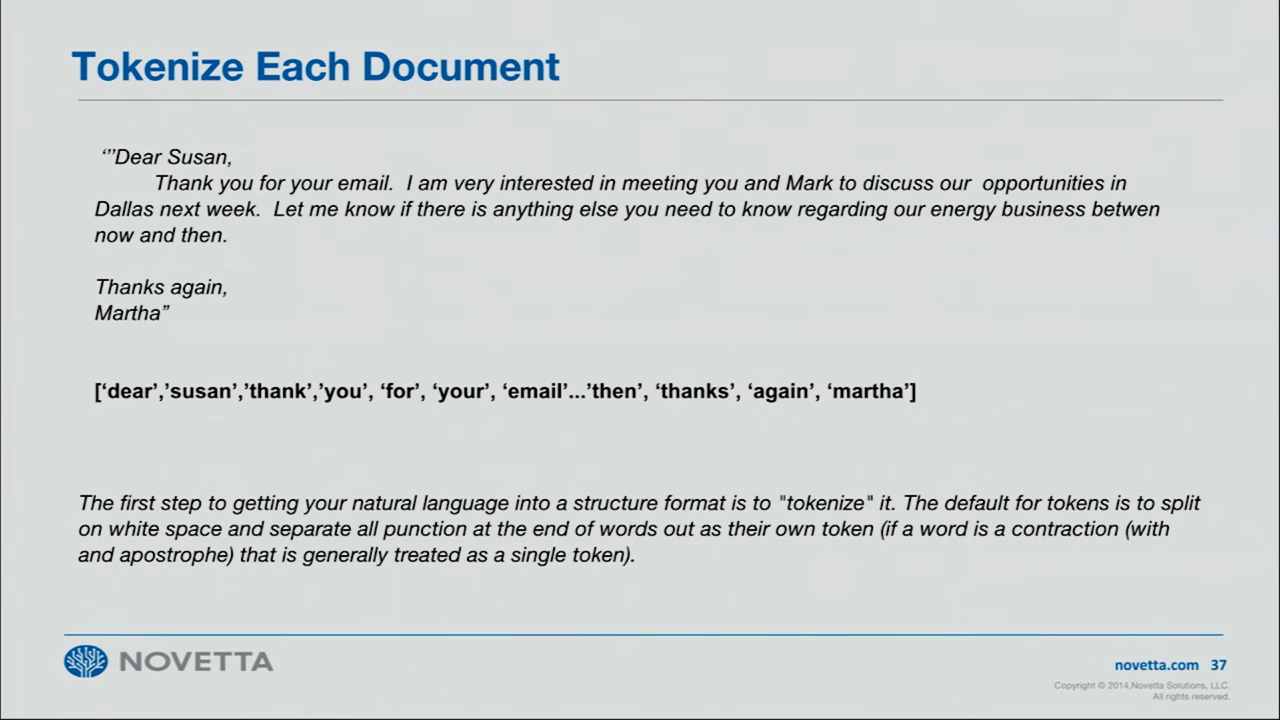 Tokenize Each Document
‘’’Dear Susan,
Thank you for your email.  I am very interested in meeting you and Mark to discuss our  opportunities in
Dallas next week.  Let me know if there is anything else you need to know regarding our energy business betwen
now and then.
Thanks again,
Martha”
[‘dear’,’susan’,’thank’,’you’, ‘for’, ‘your’, ‘email’...’then’, ‘thanks’, ‘again’, ‘martha’]
The first step to getting your natural language into a structure format is to "tokenize" it. The default for tokens is to split
on white space and separate all punction at the end of words out as their own token (if a word is a contraction (with
and apostrophe) that is generally treated as a single token).
NOVETTA
novetta.com 37
Copyright © 2014,Novetta Solutions, LLC.
All rights reserved.